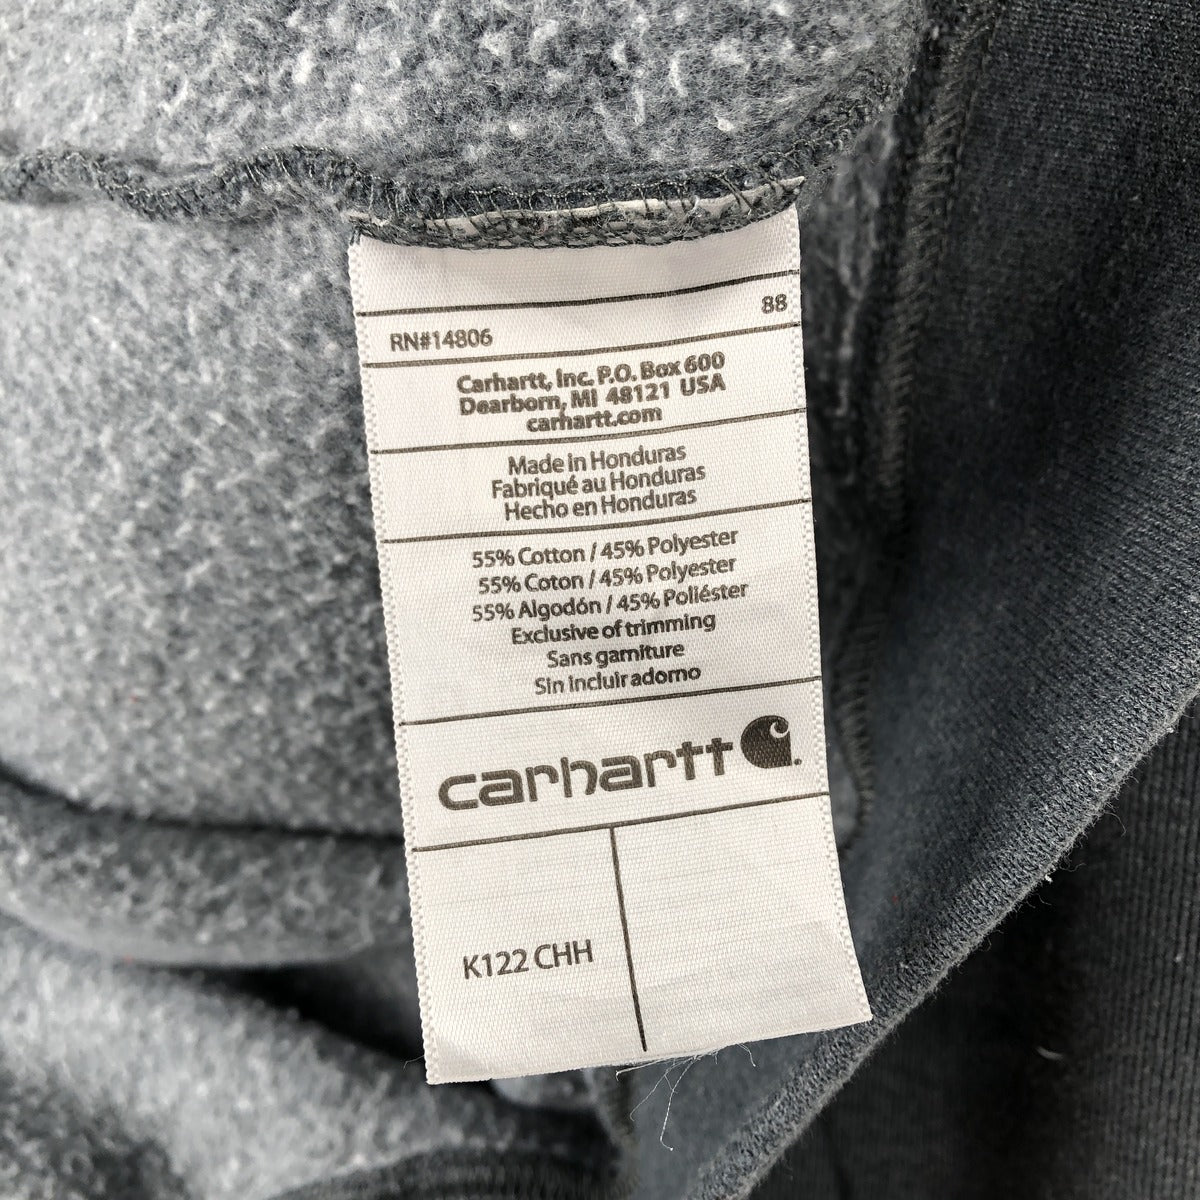 88
RN#14806
Carhartt, Inc. P.O. Box 600
Dearborn, MI 48121 USA
carhartt.com
Made in Honduras
Fabriqué au Honduras
Hecho en Honduras
55% Cotton / 45% Polyester
55% Coton / 45% Polyester
55% Algodón / 45% Poliéster
Exclusive of trimming
Sans garniture
Sin incluir adorno
carhartt
K122 CHH